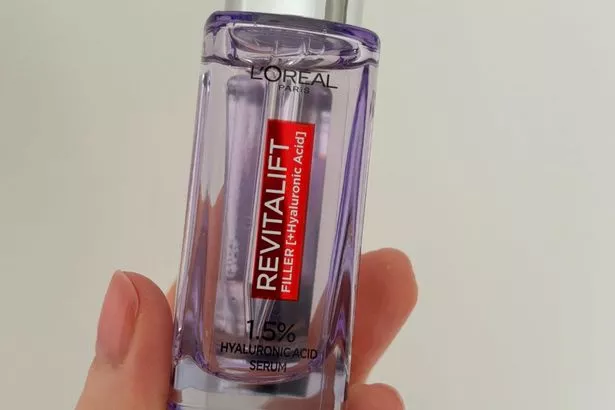 L'ORÉAL
PARIS
REVITALIFT
FILLER [+Hyaluronic Acid]
1.5%
HYALURONIC ACID
SERUM